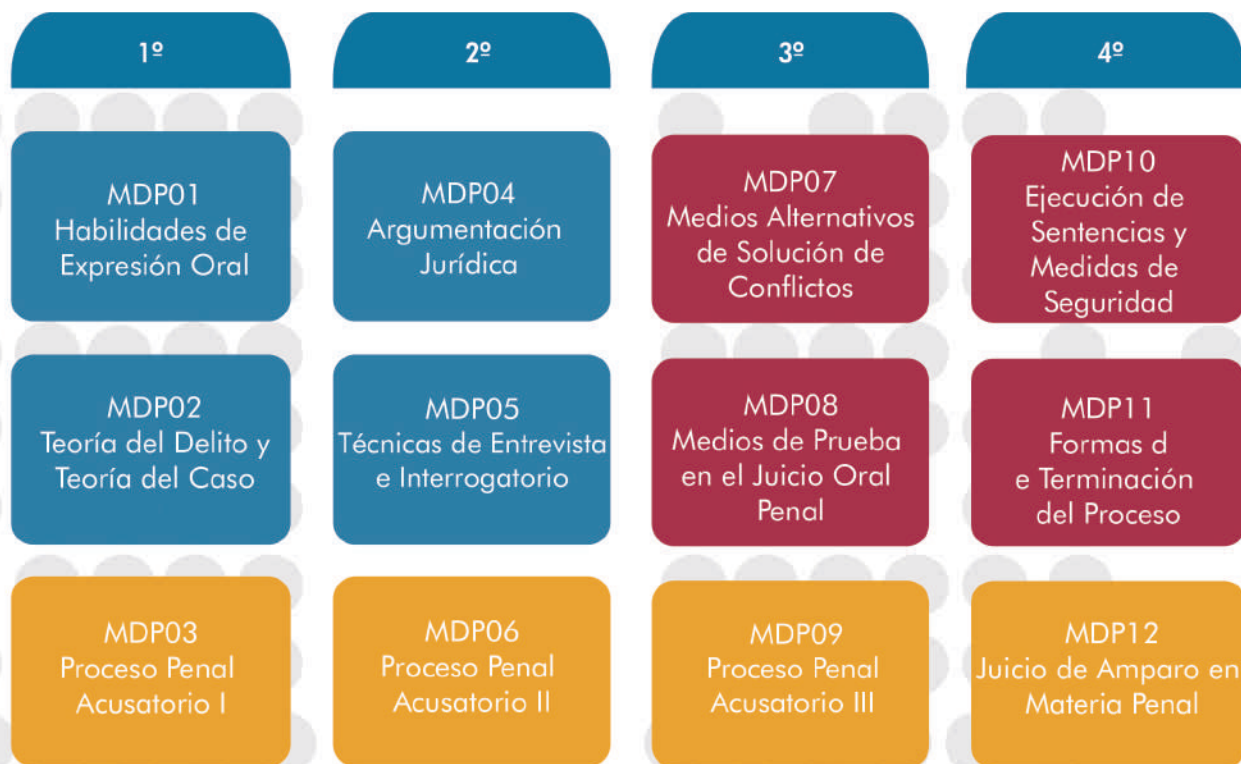 1º
2º
3º
4º
MDP01
Habilidades de
Expresión Oral
MDP04
Argumentación
Jurídica
MDP07
Medios Alternativos
de Solución de
Conflictos
MDP10
Ejecución de
Sentencias y
Medidas de
Seguridad
MDP02
Teoría del Delito y
Teoría del Caso
MDP05
Técnicas de Entrevista
e Interrogatorio
MDP08
Medios de Prueba
en el Juicio Oral
Penal
MDP11
Formas d
e Terminación
del Proceso
MDP03
Proceso Penal
Acusatorio I
MDP06
Proceso Penal
Acusatorio II
MDP09
Proceso Penal
Acusatorio III
MDP12
Juicio de Amparo en
Materia Penal